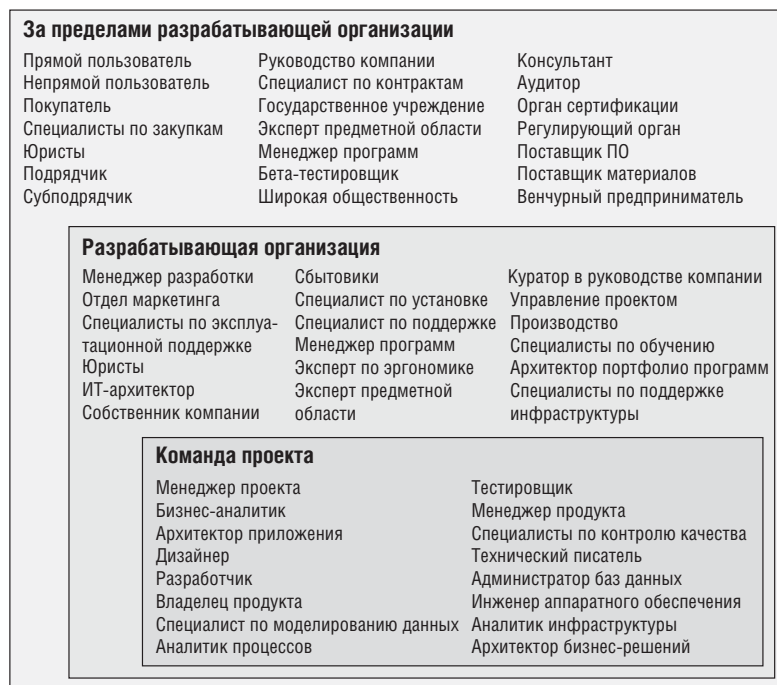 За пределами разрабатывающей организации
Прямой пользователь
Непрямой пользователь
Покупатель
Специалисты по закупкам
Юристы
Подрядчик
Субподрядчик
Руководство компании
Специалист по контрактам
Государственное учреждение
Эксперт предметной области
Менеджер программ
Бета-тестировщик
Широкая общественность
Консультант
Аудитор
Орган сертификации
Регулирующий орган
Поставщик ПО
Поставщик материалов
Венчурный предприниматель
Разрабатывающая организация
Менеджер разработки
Отдел маркетинга
Специалисты по эксплуа-
тационной поддержке
Юристы
ИТ-архитектор
Собственник компании
Сбытовики
Специалист по установке
Специалист по поддержке
Менеджер программ
Эксперт по эргономике
Эксперт предметной
области
Куратор в руководстве компании
Управление проектом
Производство
Специалисты по обучению
Архитектор портфолио программ
Специалисты по поддержке
инфраструктуры
Команда проекта
Менеджер проекта
Бизнес-аналитик
Архитектор приложения
Дизайнер
Разработчик
Владелец продукта
Специалист по моделированию данных
Аналитик процессов
Тестировщик
Менеджер продукта
Специалисты по контролю качества
Технический писатель
Администратор баз данных
Инженер аппаратного обеспечения
Аналитик инфраструктуры
Архитектор бизнес-решений